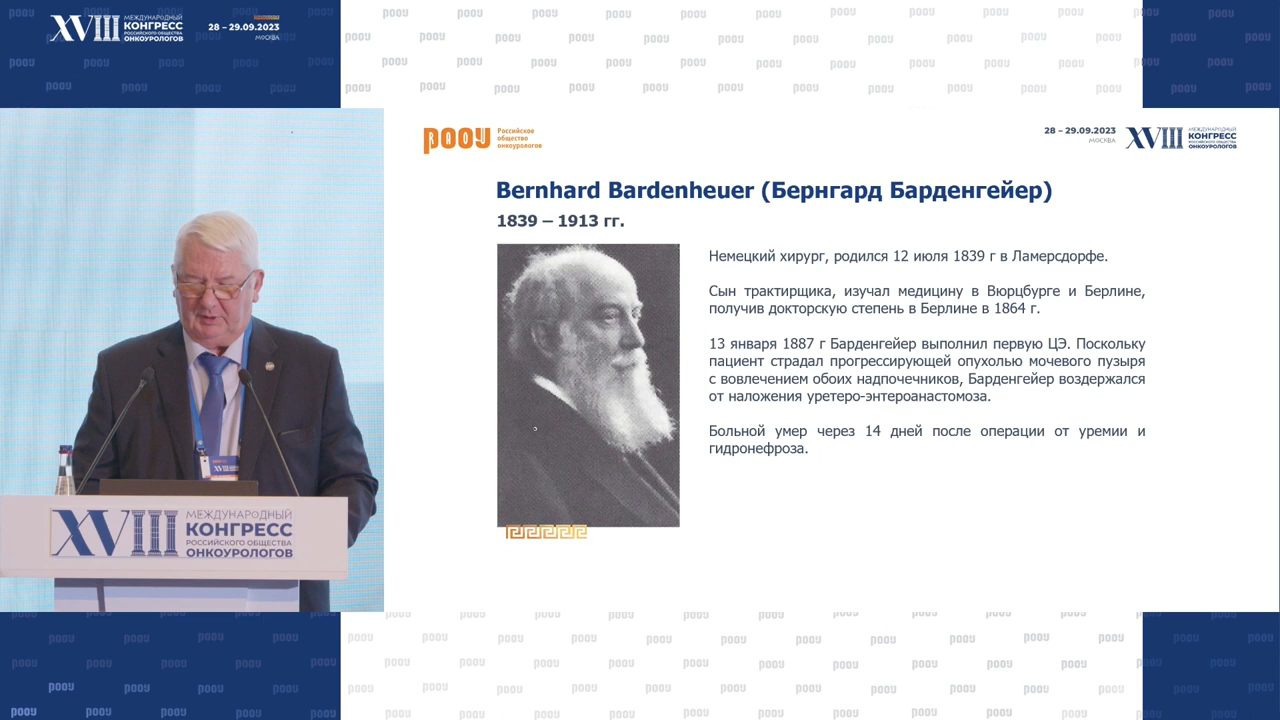 XVIII МЕЖДУНАРОДНЫЙ
КОНГРЕСС
РОССИЙСКОГО ОБЩЕСТВА
ОНКОУРОЛОГОВ
28 – 29.09.2023
МОСКВА
РООУ Российское
общество
онкоурологов
28 – 29.09.2023
МОСКВА
XVIII МЕЖДУНАРОДНЫЙ
КОНГРЕСС
РОССИЙСКОГО ОБЩЕСТВА
ОНКОУРОЛОГОВ
Bernhard Bardenheuer (Бернгард Барденгейер)
1839 – 1913 гг.
Немецкий хирург, родился 12 июля 1839 г в Ламерсдорфе.
Сын трактирщика, изучал медицину в Вюрцбурге и Берлине,
получив докторскую степень в Берлине в 1864 г.
13 января 1887 г Барденгейер выполнил первую ЦЭ. Поскольку
пациент страдал прогрессирующей опухолью мочевого пузыря
с вовлечением обоих надпочечников, Барденгейер воздержался
от наложения уретеро-энтероанастомоза.
Больной умер через 14 дней после операции от уремии и
гидронефроза.
XVIII МЕЖДУНАРОДНЫЙ
КОНГРЕСС
РОССИЙСКОГО ОБЩЕСТВА
ОНКОУРОЛОГОВ